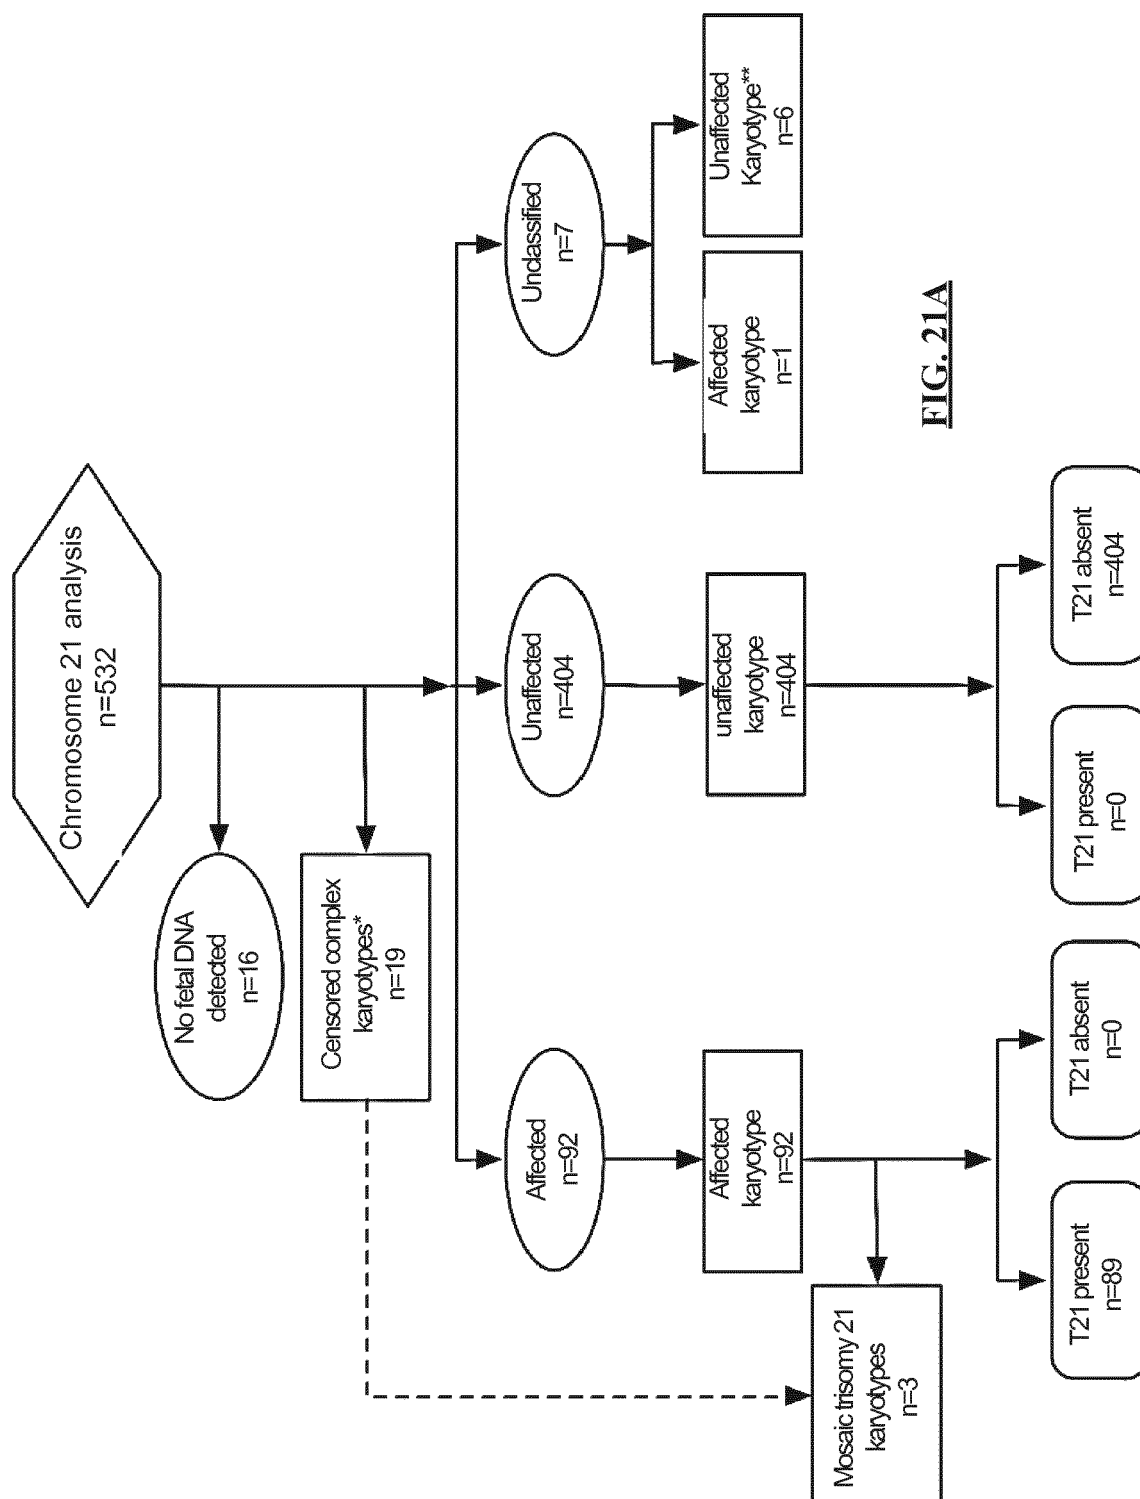 Chromosome 21 analysis
n=532
No fetal DNA
detected
n=16
Censored complex
karyotypes*
n=19
Affected
n=92
Unaffected
n=404
Unclassified
n=7
Affected
karyotype
n=92
unaffected
karyotype
n=404
Affected
karyotype
n=1
Unaffected
Karyotype**
n=6
Mosaic trisomy 21
karyotypes
n=3
T21 present
n=89
T21 absent
n=0
T21 present
n=0
T21 absent
n=404
FIG. 21A